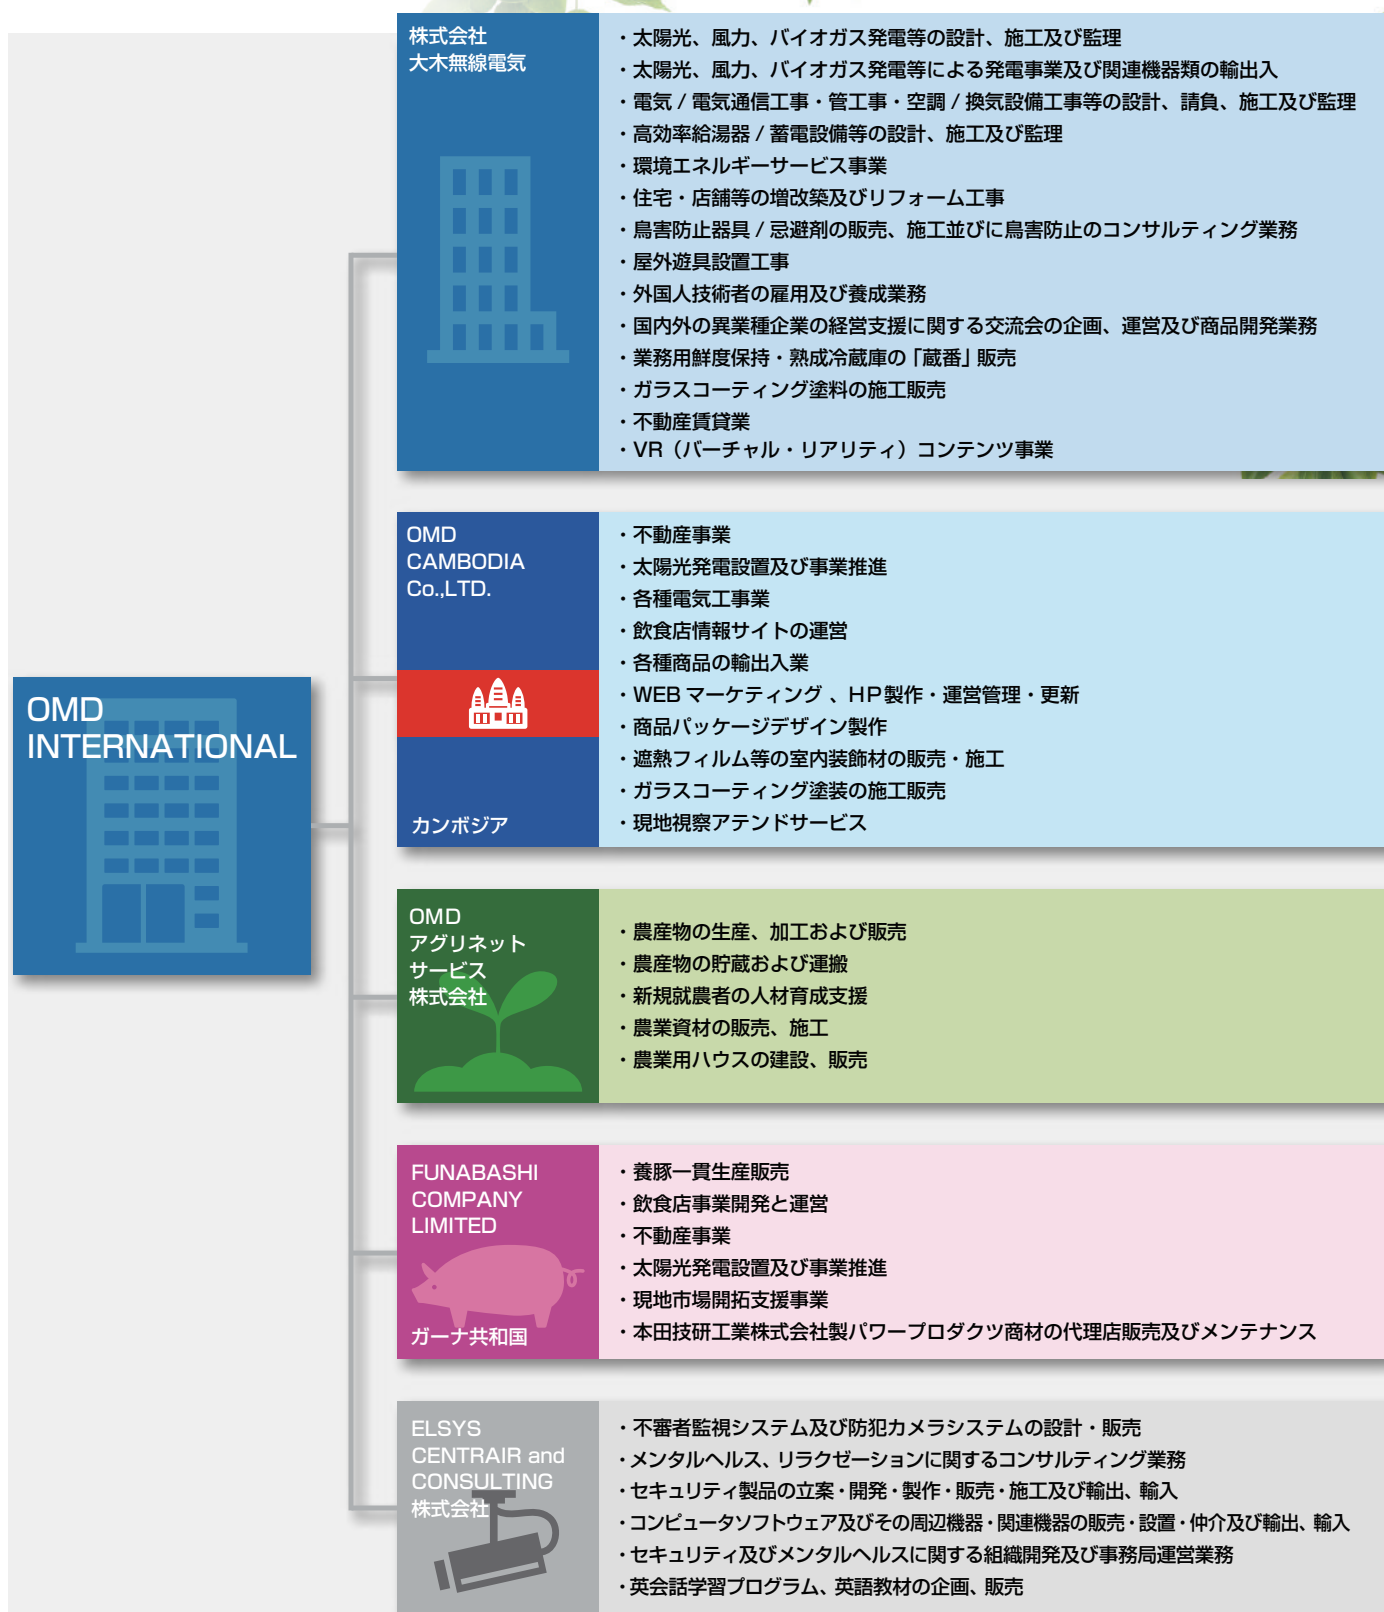 OMD
INTERNATIONAL
株式会社
大木無線電気
・太陽光、風力、バイオガス発電等の設計、施工及び監理
・太陽光、風力、バイオガス発電等による発電事業及び関連機器類の輸出入
・電気 / 電気通信工事・管工事・空調 / 換気設備工事等の設計、請負、施工及び監理
・高効率給湯器 / 蓄電設備等の設計、施工及び監理
・環境エネルギーサービス事業
・住宅・店舗等の増改築及びリフォーム工事
・鳥害防止器具 / 忌避剤の販売、施工並びに鳥害防止のコンサルティング業務
・屋外遊具設置工事
・外国人技術者の雇用及び養成業務
・国内外の異業種企業の経営支援に関する交流会の企画、運営及び商品開発業務
・業務用鮮度保持・熟成冷蔵庫の「蔵番」販売
・ガラスコーティング塗料の施工販売
・不動産賃貸業
・VR（バーチャル・リアリティ）コンテンツ事業
OMD
CAMBODIA
Co.,LTD.
カンボジア
・不動産事業
・太陽光発電設置及び事業推進
・各種電気工事業
・飲食店情報サイトの運営
・各種商品の輸出入業
・WEB マーケティング 、HP製作・運営管理・更新
・商品パッケージデザイン製作
・遮熱フィルム等の室内装飾材の販売・施工
・ガラスコーティング塗装の施工販売
・現地視察アテンドサービス
OMD
アグリネット
サービス
株式会社
・農産物の生産、加工および販売
・農産物の貯蔵および運搬
・新規就農者の人材育成支援
・農業資材の販売、施工
・農業用ハウスの建設、販売
FUNABASHI
COMPANY
LIMITED
ガーナ共和国
・養豚一貫生産販売
・飲食店事業開発と運営
・不動産事業
・太陽光発電設置及び事業推進
・現地市場開拓支援事業
・本田技研工業株式会社製パワープロダクツ商材の代理店販売及びメンテナンス
ELSYS
CENTRAIR and
CONSULTING
株式会社
・不審者監視システム及び防犯カメラシステムの設計・販売
・メンタルヘルス、リラクゼーションに関するコンサルティング業務
・セキュリティ製品の立案・開発・製作・販売・施工及び輸出、輸入
・コンピュータソフトウェア及びその周辺機器・関連機器の販売・設置・仲介及び輸出、輸入
・セキュリティ及びメンタルヘルスに関する組織開発及び事務局運営業務
・英会話学習プログラム、英語教材の企画、販売